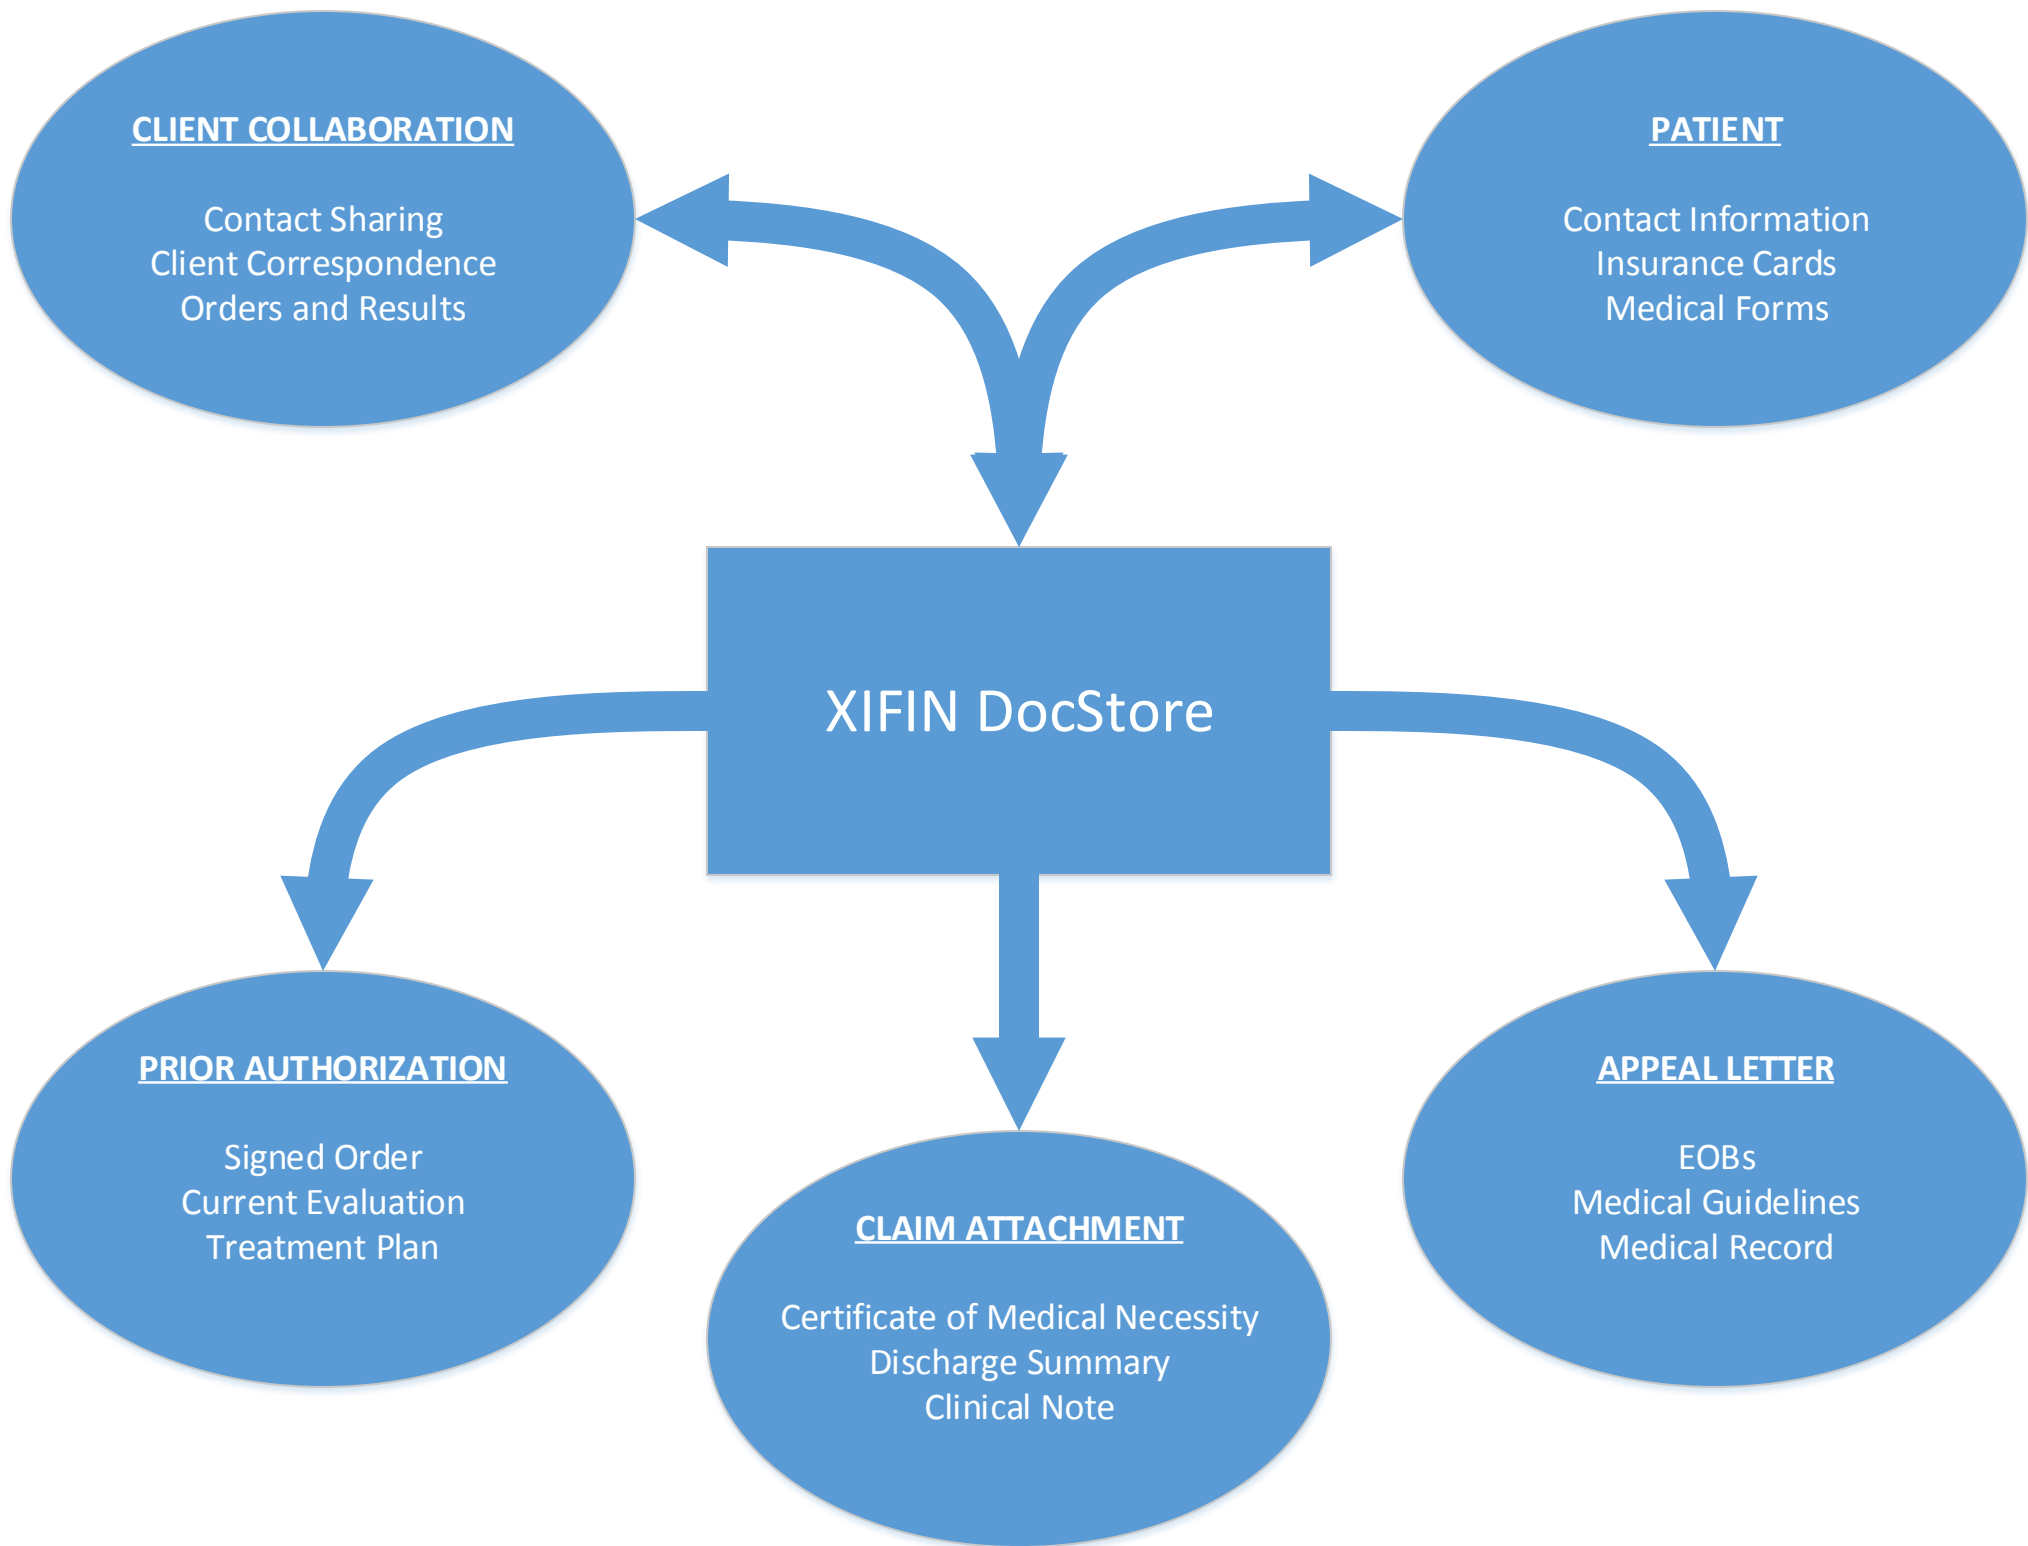 CLIENT COLLABORATION
Contact Sharing
Client Correspondence
Orders and Results
PATIENT
Contact Information
Insurance Cards
Medical Forms
XIFIN DocStore
PRIOR AUTHORIZATION
Signed Order
Current Evaluation
Treatment Plan
CLAIM ATTACHMENT
Certificate of Medical Necessity
Discharge Summary
Clinical Note
APPEAL LETTER
EOBs
Medical Guidelines
Medical Record